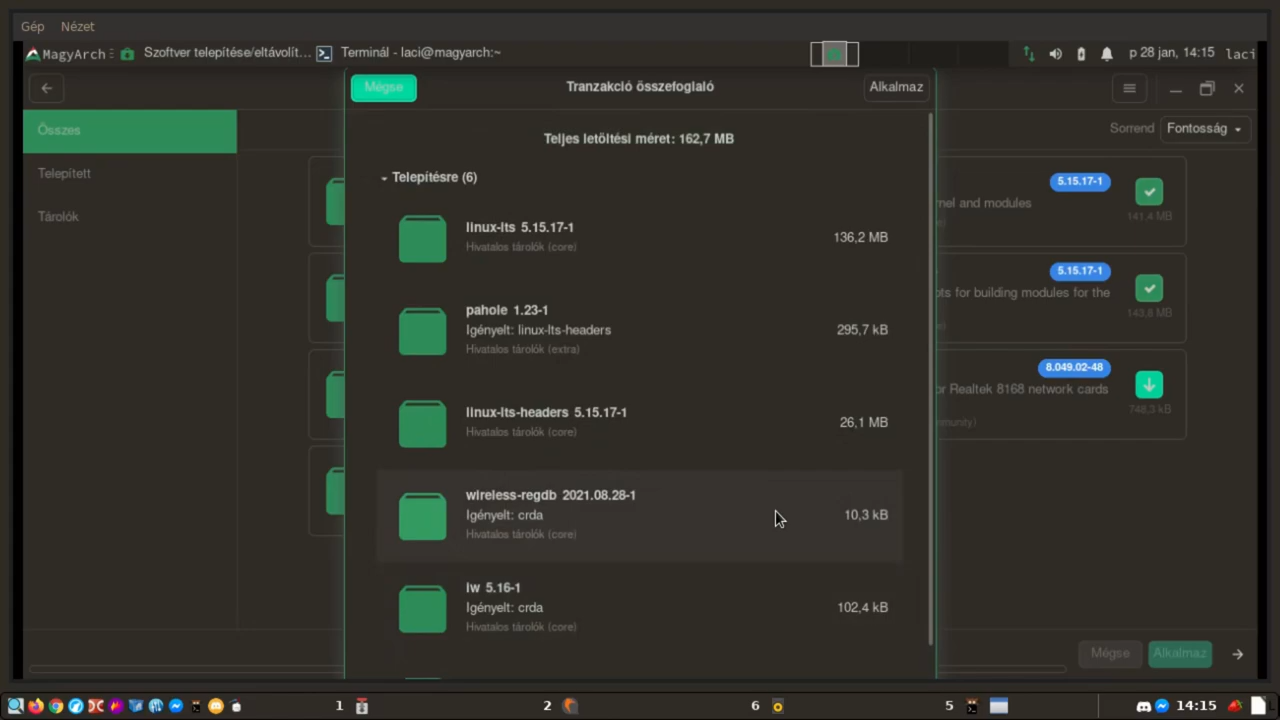 Gép Nézet
MagyArch Szoftver telepítése/eltávolít... Terminál - laci@magyarch:~ p 28 jan, 14:15 laci
Mégse Tranzakció összefoglaló Alkalmaz
Összes
Telepített
Tárolók
Teljes letöltési méret: 162,7 MB
Telepítésre (6)
linux-lts 5.15.17-1
Hivatalos tárolók (core)
136,2 MB
pahole 1.23-1
Igényelt: linux-lts-headers
Hivatalos tárolók (extra)
295,7 kB
linux-lts-headers 5.15.17-1
Hivatalos tárolók (core)
26,1 MB
wireless-regdb 2021.08.28-1
Igényelt: crda
Hivatalos tárolók (core)
10,3 kB
iw 5.16-1
Igényelt: crda
Hivatalos tárolók (core)
102,4 kB
Sorrend Fontosság
5.15.17-1
nel and modules
141,4 MB
5.15.17-1
ots for building modules for the
143,8 MB
8.049.02-48
or Realtek 8168 network cards
748,3 kB
munity)
Mégse Alkalmaz
1 2 6 5 14:15